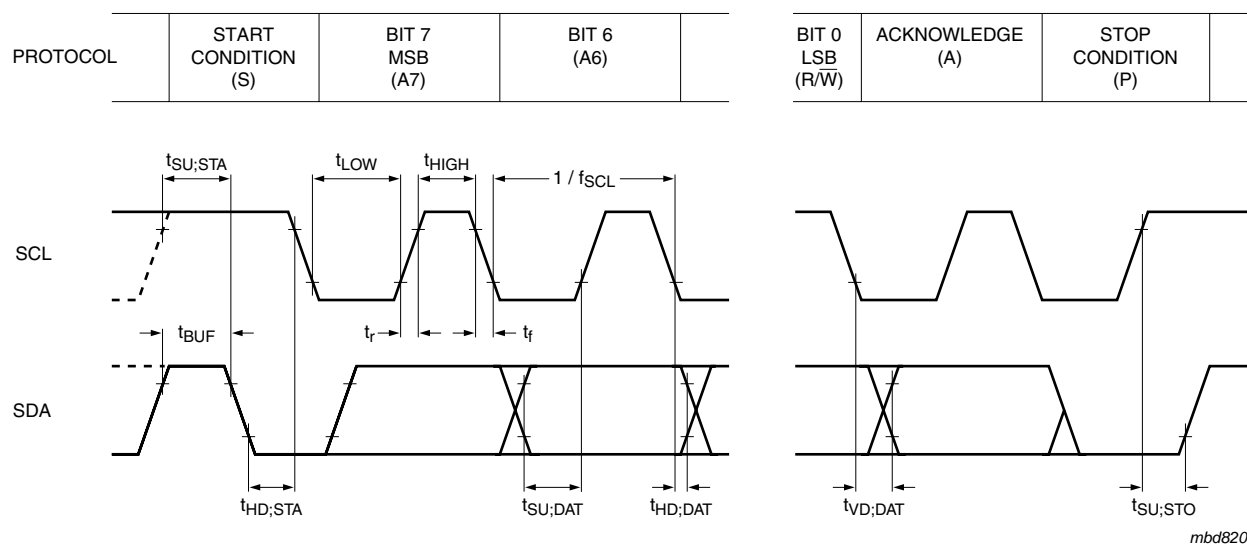 PROTOCOL
START
CONDITION
(S)
BIT 7
MSB
(A7)
BIT 6
(A6)
BIT 0
LSB
(R/W̅)
ACKNOWLEDGE
(A)
STOP
CONDITION
(P)
tSU;STA
tLOW
tHIGH
1 / fSCL
SCL
tBUF
tr
tf
SDA
tHD;STA
tSU;DAT
tHD;DAT
tVD;DAT
tSU;STO
mbd820